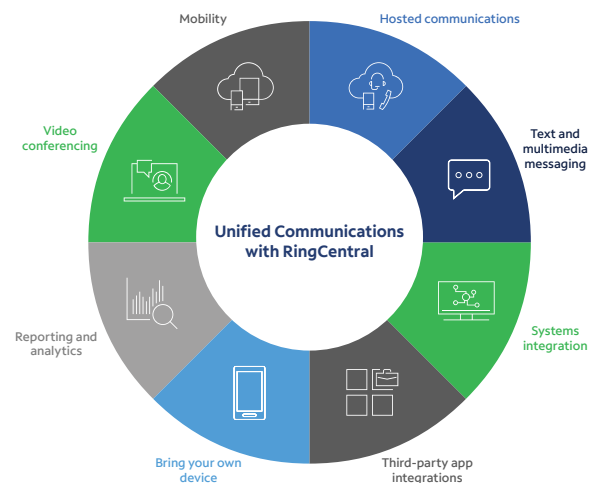 Mobility
Hosted communications
Text and
multimedia
messaging
Systems
integration
Third-party app
integrations
Bring your own
device
Reporting and
analytics
Video
conferencing
Unified Communications
with RingCentral